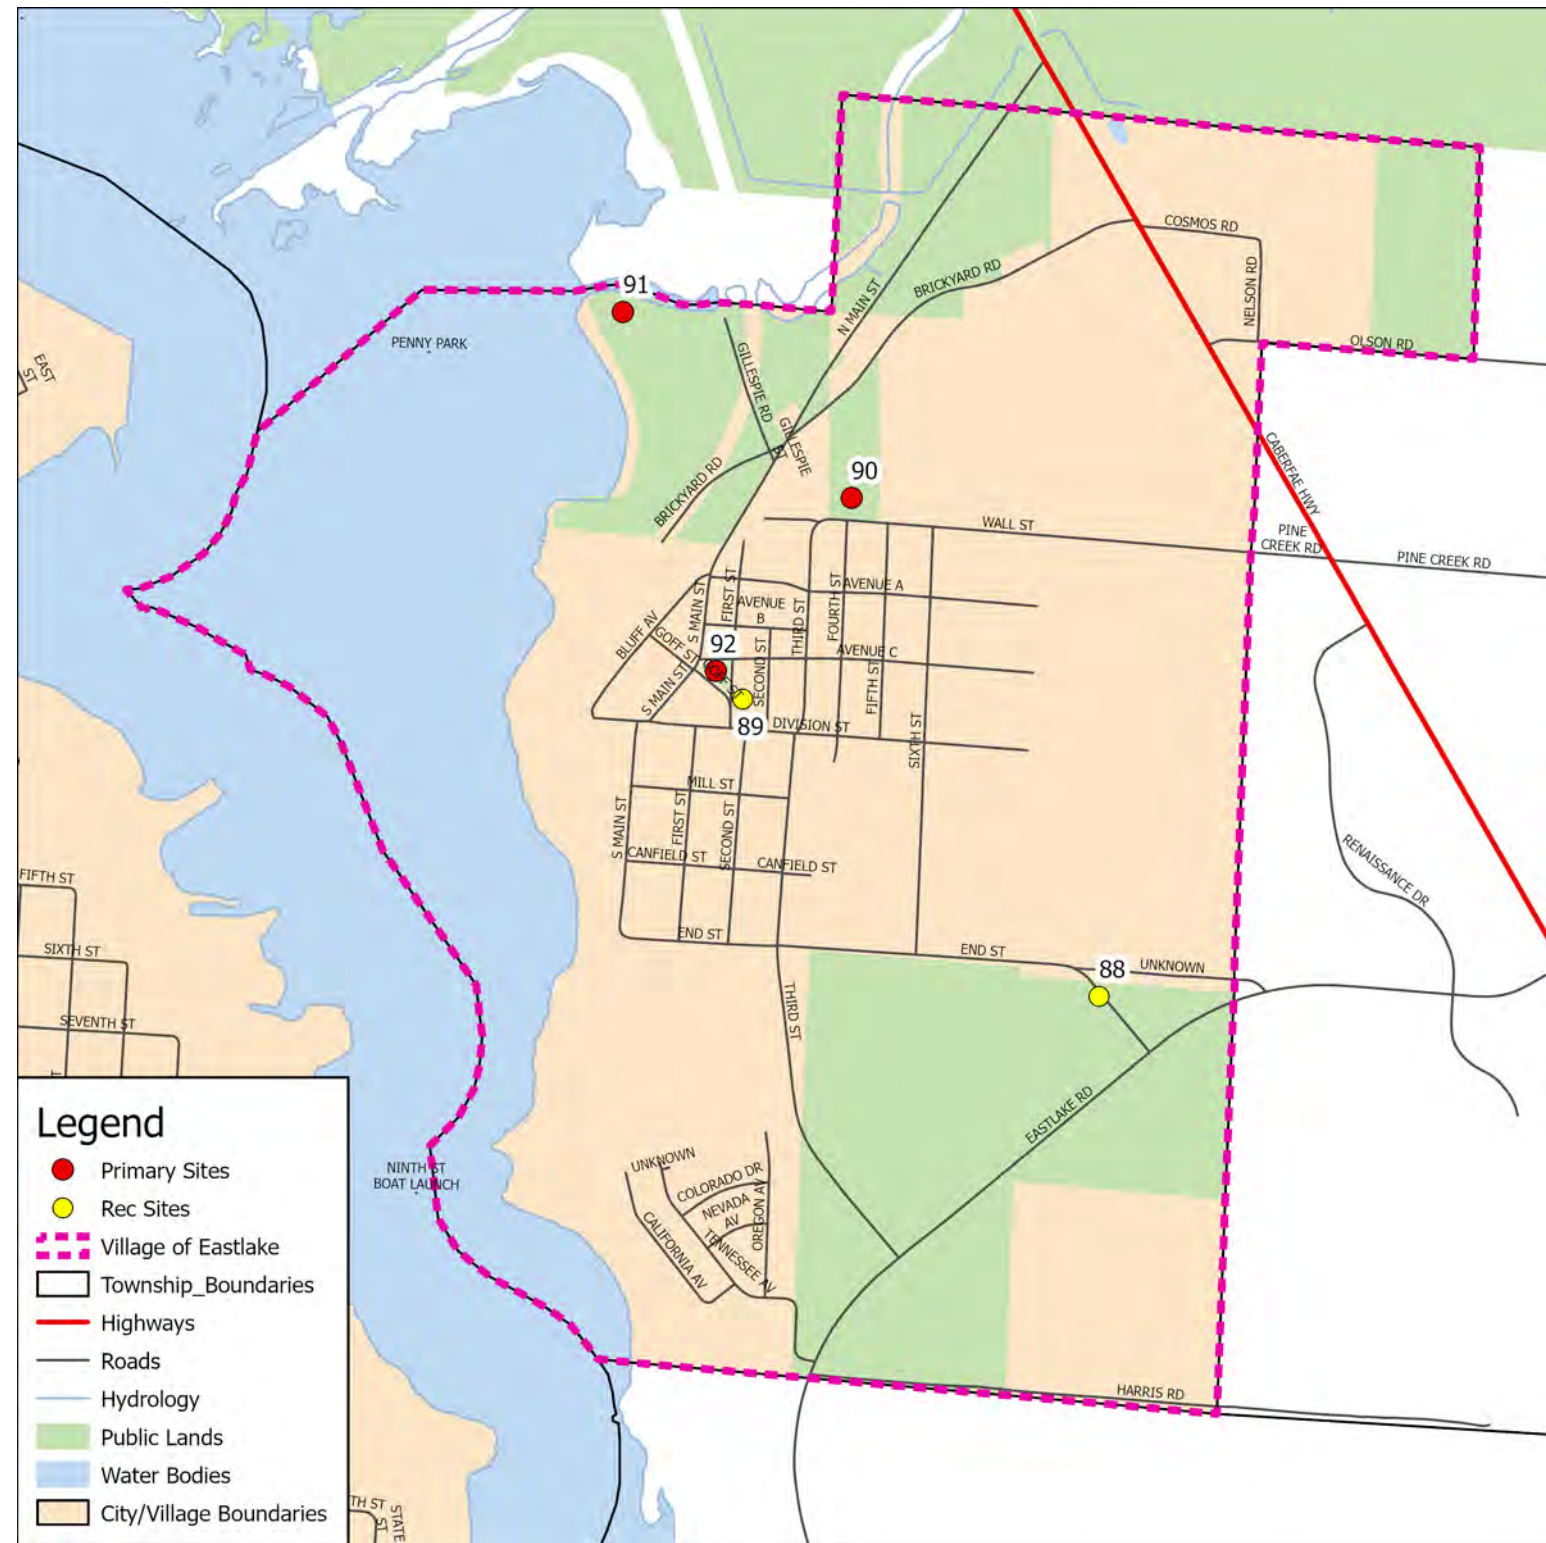 COSMOS RD
NELSON RD
BRICKYARD RD
N MAIN ST
91
PENNY PARK
EAST
ST
OLSON RD
GILLESPIE RD
GILLESPIE
ST
CABERFAE HWY
BRICKYARD RD
90
WALL ST
PINE
CREEK RD
PINE CREEK RD
AVENUE A
FIRST ST
FOURTH ST
AVENUE
B
THIRD ST
S MAIN ST
BLUFF AV
GOFF ST
92
AVENUE C
SECOND ST
FIFTH ST
S MAIN ST
89
DIVISION ST
SIXTH ST
MILL ST
S MAIN ST
FIRST ST
SECOND ST
CANFIELD ST
CANFIELD ST
RENAISSANCE DR
FIFTH ST
END ST
END ST
SIXTH ST
88
UNKNOWN
THIRD ST
SEVENTH ST
EASTLAKE RD
NINTH ST
BOAT LAUNCH
UNKNOWN
COLORADO DR
NEVADA
AV
OREGON AV
TENNESSEE AV
CALIFORNIA AV
HARRIS RD
Legend
Primary Sites
Rec Sites
Village of Eastlake
Township_Boundaries
Highways
Roads
Hydrology
Public Lands
Water Bodies
City/Village Boundaries
TH ST
ST
STATE